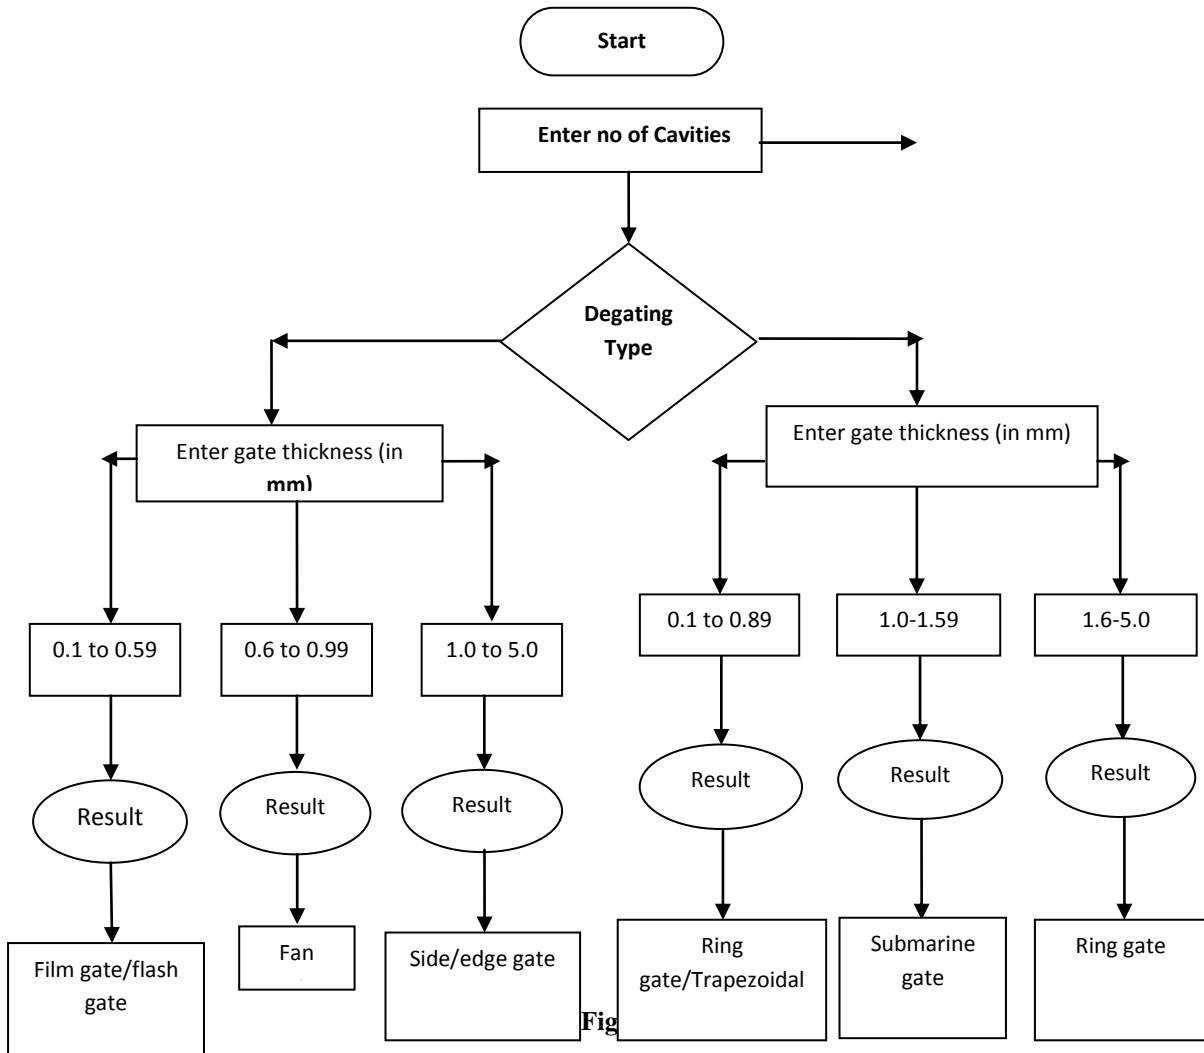 Start
Enter no of Cavities
Degating
Type
Enter gate thickness (in
mm)
Enter gate thickness (in mm)
0.1 to 0.59
0.6 to 0.99
1.0 to 5.0
0.1 to 0.89
1.0-1.59
1.6-5.0
Result
Result
Result
Result
Result
Result
Film gate/flash
gate
Fan
Side/edge gate
Ring
gate/Trapezoidal
Submarine
gate
Ring gate
Fig